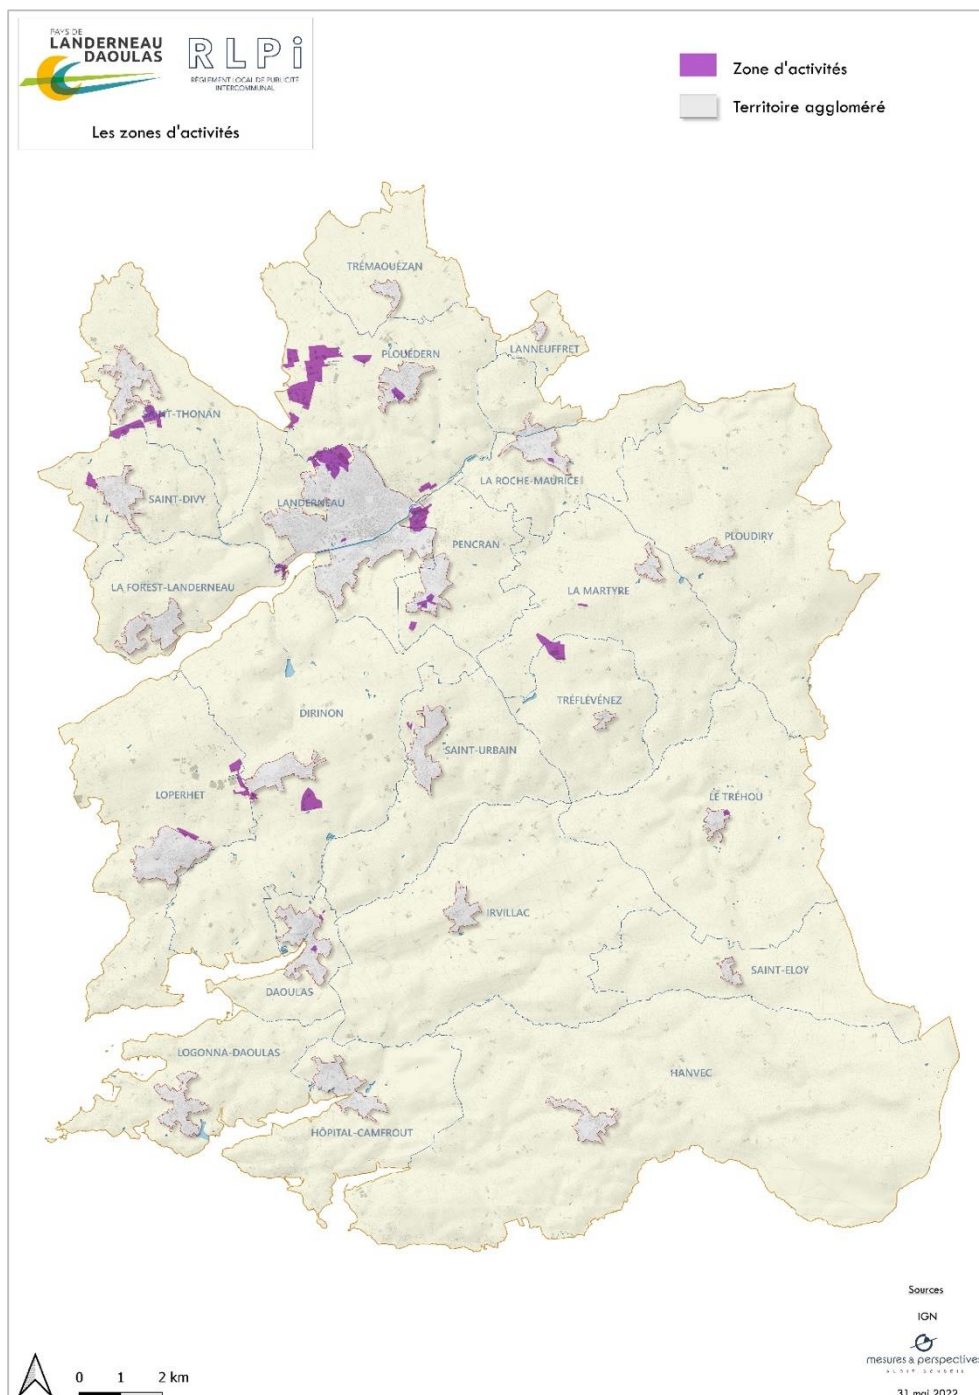 PAYS DE
LANDERNEAU
DAOULAS
RLPi
RÈGLEMENT LOCAL DE PUBLICITÉ
INTERCOMMUNAL
Les zones d'activités
Zone d'activités
Territoire aggloméré
TRÉMAOUÉZAN
PLOUÉDERN
LANNEUFFRET
SAINT-THONAN
LA ROCHE-MAURICE
SAINT-DIVY
LANDERNEAU
PLOUDIRY
PENCRAN
LA FOREST-LANDERNEAU
LA MARTYRE
TRÉFLÉVÉNEZ
DIRINON
SAINT-URBAIN
LOPERHET
LE TRÉHOU
IRVILLAC
SAINT-ELOY
DAOULAS
LOGONNA-DAOULAS
HANVEC
HÔPITAL-CAMFROUT
Sources
IGN
mesures & perspectives
AUDIT CONSEIL
31 mai 2022
0 1 2 km